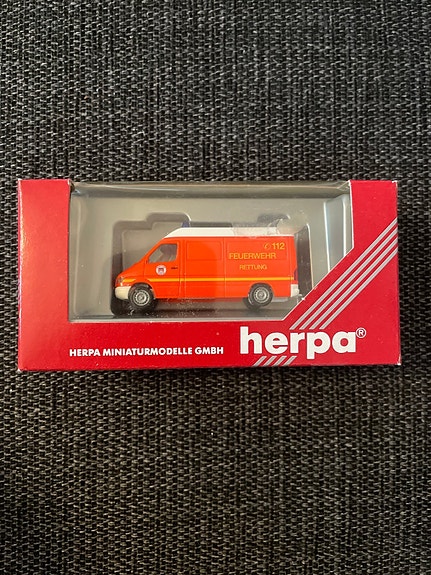 112
FEUERWEHR
RETTUNG
HERPA MINIATURMODELLE GMBH
herpa®